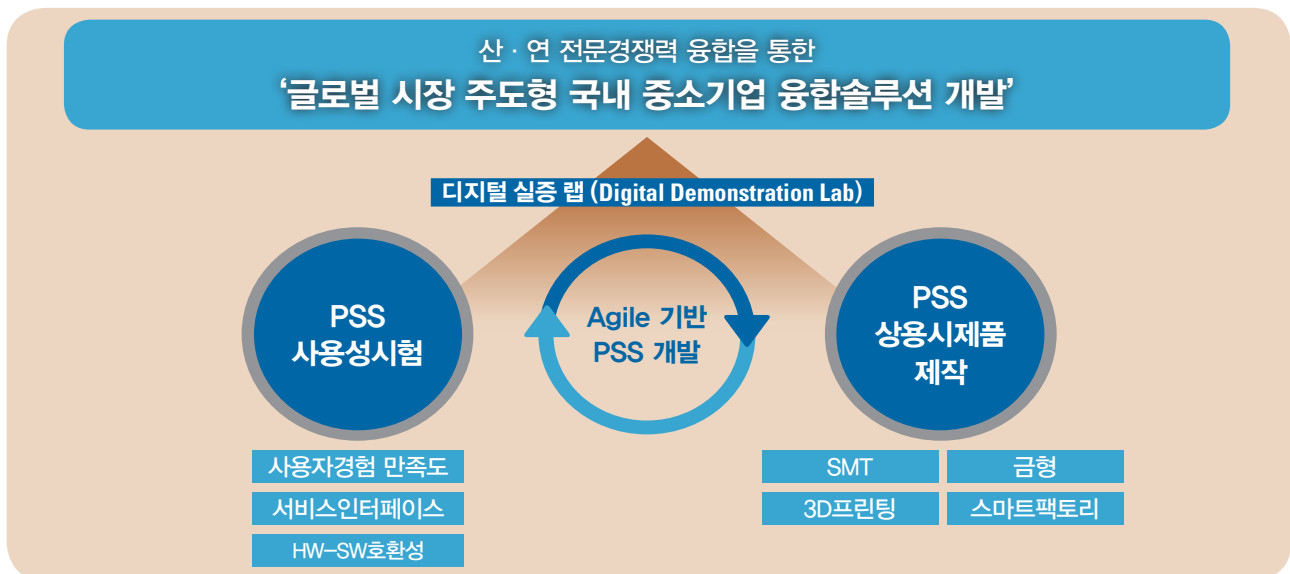 산 · 연 전문경쟁력 융합을 통한
‘글로벌 시장 주도형 국내 중소기업 융합솔루션 개발’
디지털 실증 랩 (Digital Demonstration Lab)
PSS
사용성시험
Agile 기반
PSS 개발
PSS
상용시제품
제작
사용자경험 만족도
서비스인터페이스
HW–SW호환성
SMT
금형
3D프린팅
스마트팩토리